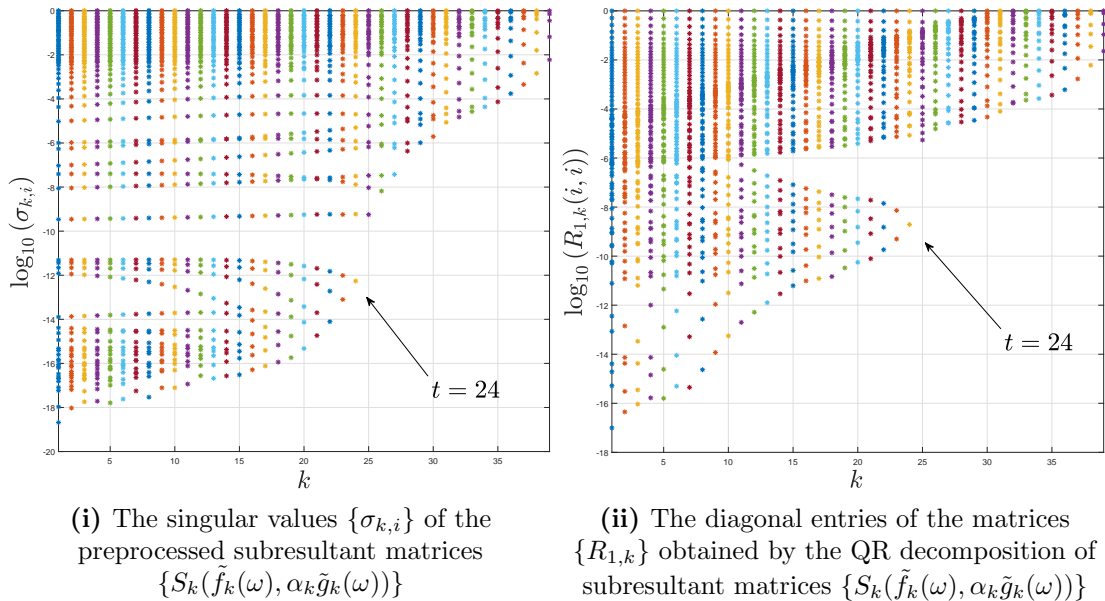 0
-2
-4
-6
-8
-10
-12
-14
-16
-18
-20
log₁₀(σₖ,ᵢ)
5
10
15
20
25
30
35
k
t = 24
0
-2
-4
-6
-8
-10
-12
-14
-16
-18
log₁₀(R₁,ₖ(i, i))
5
10
15
20
25
30
35
k
t = 24
(i) The singular values {σₖ,ᵢ} of the
preprocessed subresultant matrices
{Sₖ(f̃ₖ(ω), αₖg̃ₖ(ω))}
(ii) The diagonal entries of the matrices
{R₁,ₖ} obtained by the QR decomposition of
subresultant matrices {Sₖ(f̃ₖ(ω), αₖg̃ₖ(ω))}